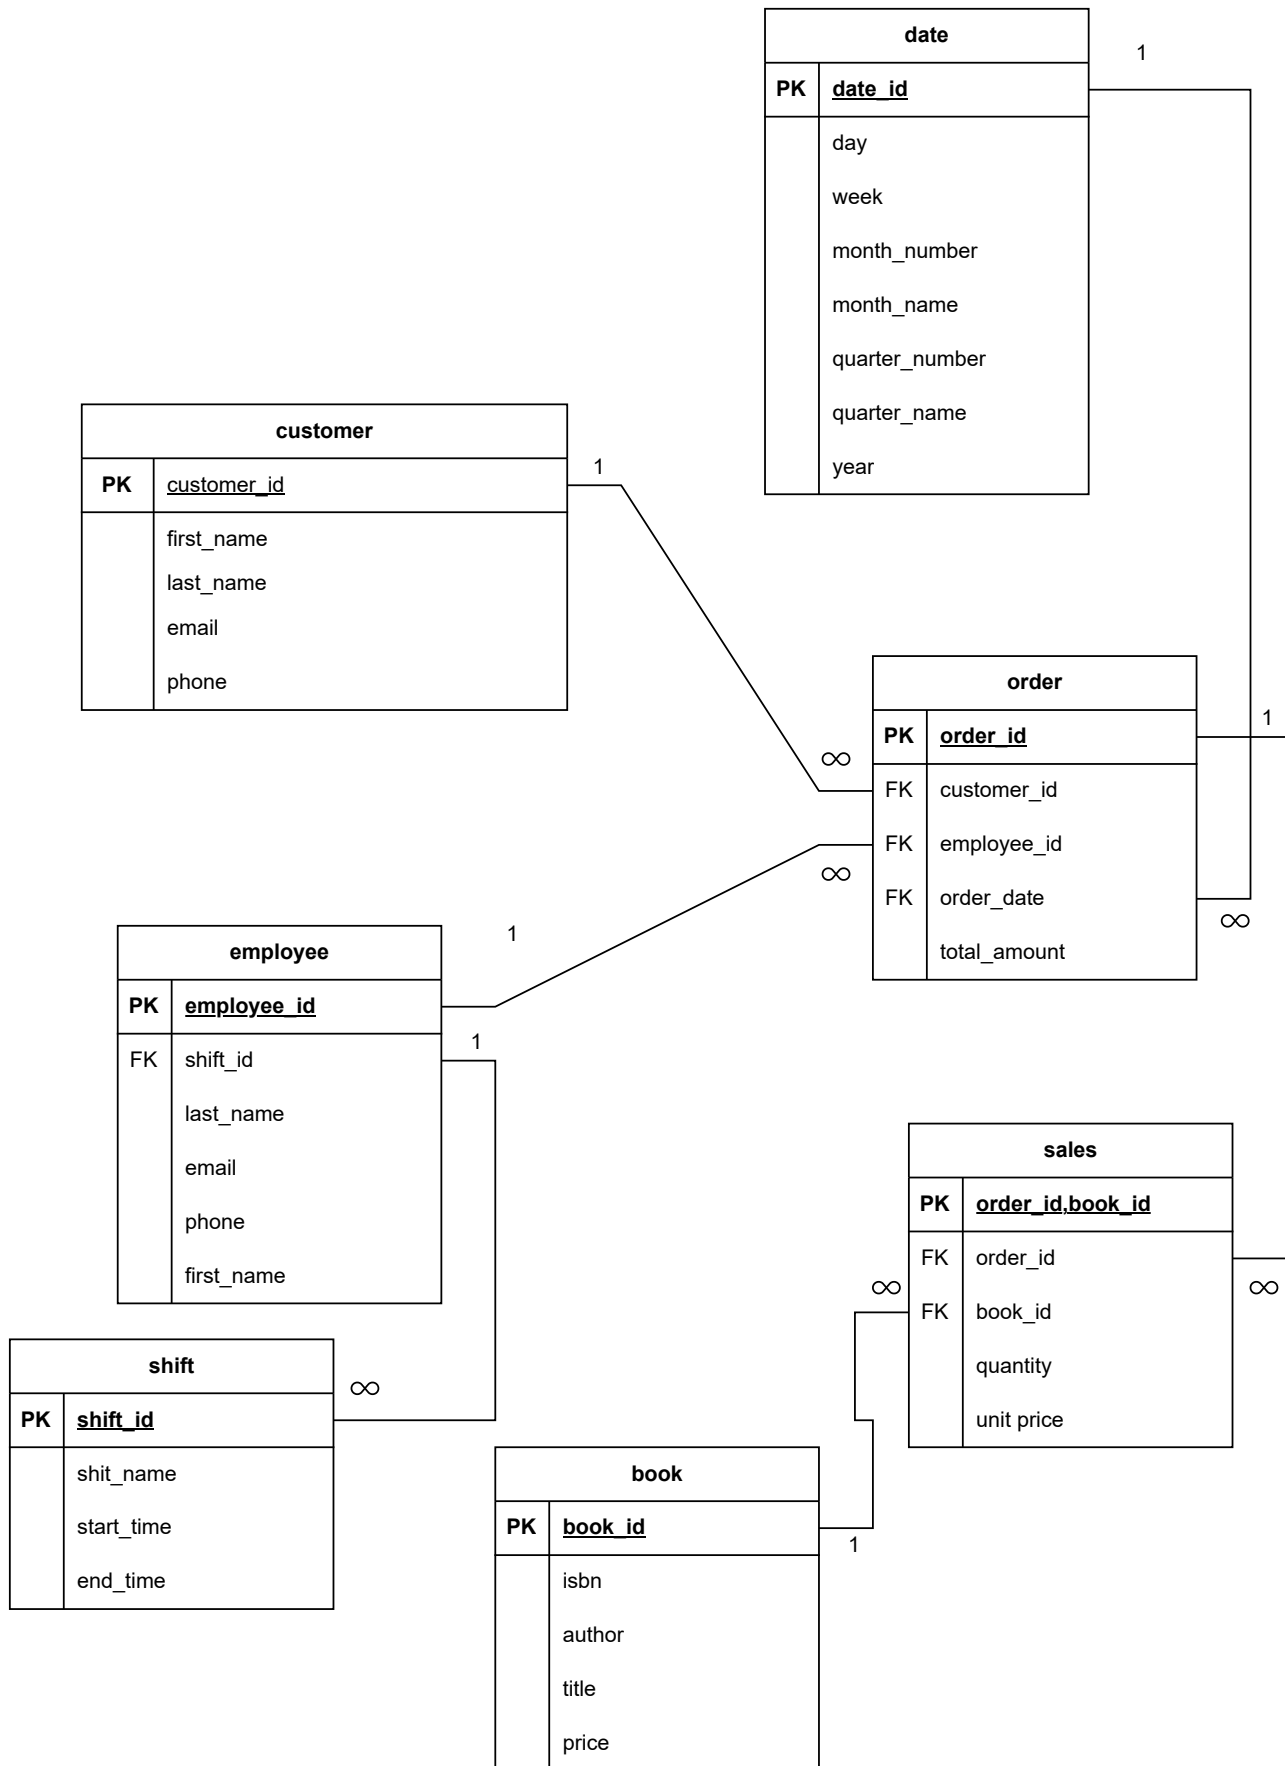 date
1
PK date_id
day
week
month_number
month_name
quarter_number
quarter_name
year
customer
1
PK customer_id
first_name
last_name
email
phone
order
1
PK order_id
∞
FK customer_id
FK employee_id
∞
FK order_date
∞
total_amount
1
employee
PK employee_id
1
FK shift_id
last_name
email
phone
first_name
sales
PK order_id,book_id
FK order_id
∞
∞
FK book_id
quantity
unit price
shift
∞
PK shift_id
shit_name
start_time
end_time
book
PK book_id
1
isbn
author
title
price